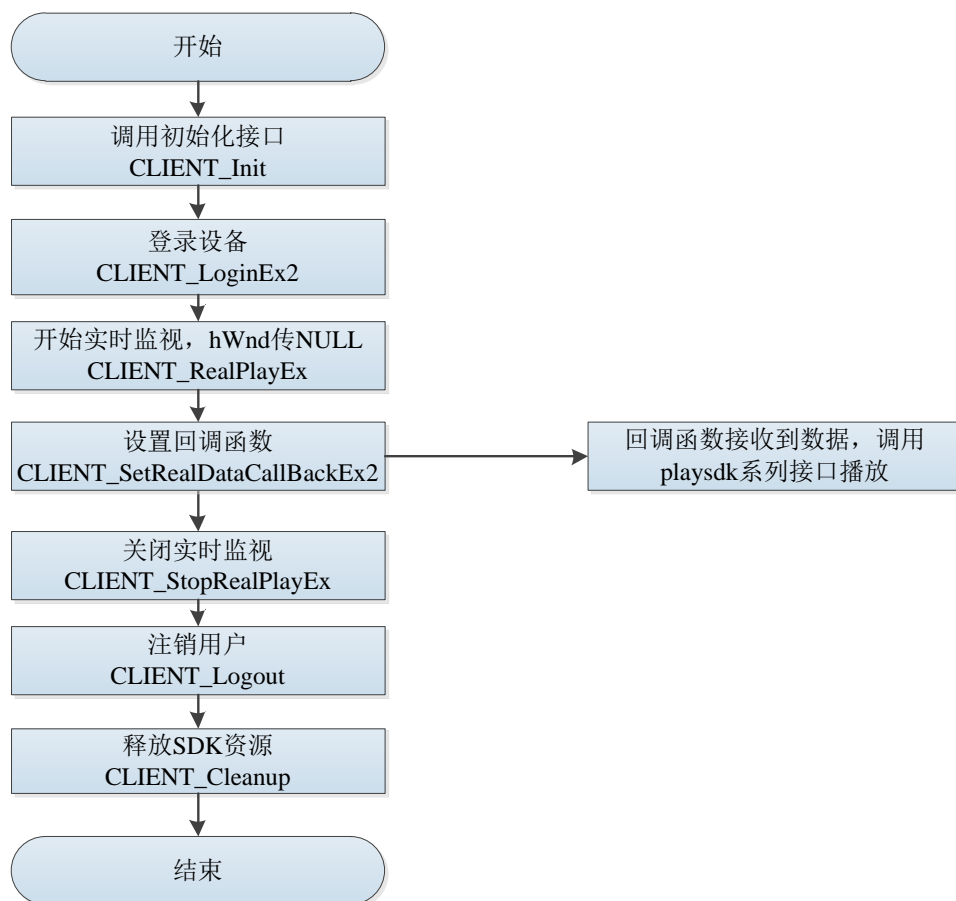 开始
调用初始化接口
CLIENT_Init
登录设备
CLIENT_LoginEx2
开始实时监视，hWnd传NULL
CLIENT_RealPlayEx
设置回调函数
CLIENT_SetRealDataCallBackEx2
回调函数接收到数据，调用
playsdk系列接口播放
关闭实时监视
CLIENT_StopRealPlayEx
注销用户
CLIENT_Logout
释放SDK资源
CLIENT_Cleanup
结束